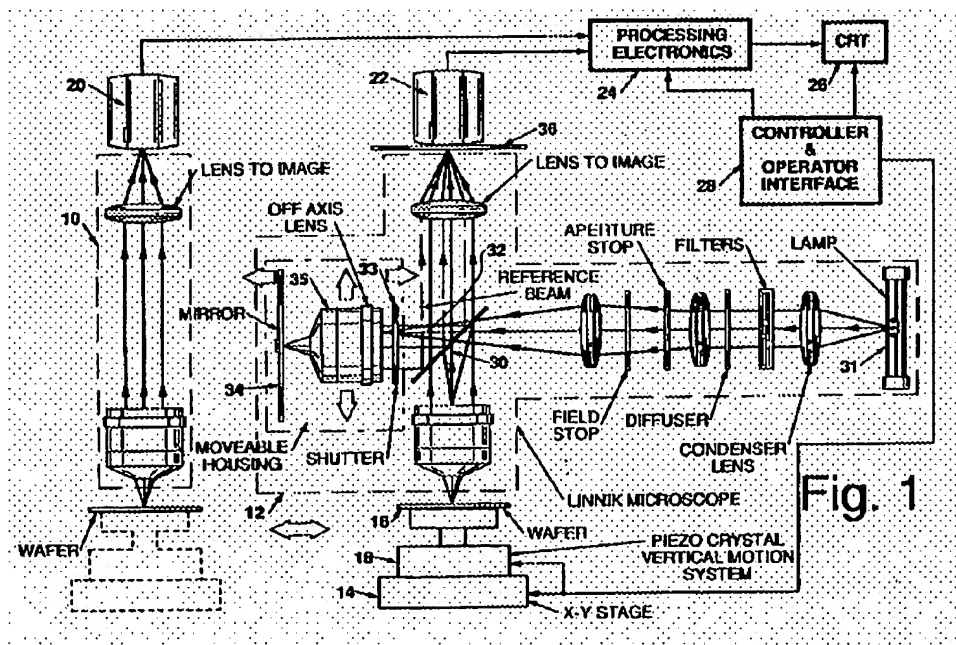 PROCESSING
ELECTRONICS
CRT
20
22
24
26
36
CONTROLLER
&
OPERATOR
INTERFACE
28
LENS TO IMAGE
LENS TO IMAGE
10
OFF AXIS
LENS
33
32
APERTURE
STOP
FILTERS
LAMP
35
REFERENCE
BEAM
MIRROR
34
30
31
MOVEABLE
HOUSING
SHUTTER
FIELD
STOP
DIFFUSER
CONDENSER
LENS
12
LINNIK MICROSCOPE
Fig. 1
WAFER
16
WAFER
18
PIEZO CRYSTAL
VERTICAL MOTION
SYSTEM
14
X-Y STAGE